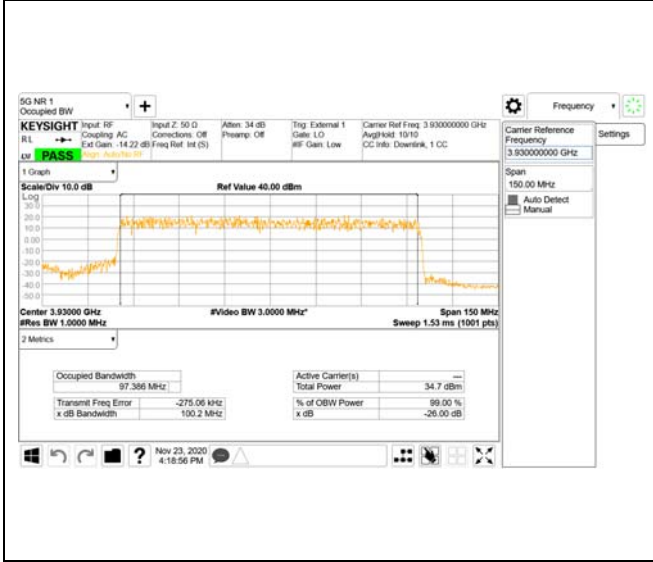 5G NR 1
Occupied BW
Frequency
KEYSIGHT
Input: RF
Input Z: 50 Ω
Atten: 34 dB
Trig: External 1
Carrier Ref Freq: 3.930000000 GHz
R L
Coupling: AC
Corrections: Off
Preamp: Off
Gate: LO
Avg|Hold: 10/10
Ext Gain: -14.22 dB
Freq Ref: Int (S)
#IF Gain: Low
CC Info: Downlink, 1 CC
PASS
Align: Auto/No RF
Carrier Reference
Frequency
3.930000000 GHz
Settings
Span
150.00 MHz
Auto Detect
Manual
1 Graph
Scale/Div 10.0 dB
Ref Value 40.00 dBm
Log
30.0
20.0
10.0
0.00
-10.0
-20.0
-30.0
-40.0
-50.0
Center 3.93000 GHz
#Video BW 3.0000 MHz*
Span 150 MHz
#Res BW 1.0000 MHz
Sweep 1.53 ms (1001 pts)
2 Metrics
Occupied Bandwidth
97.386 MHz
Active Carrier(s)
---
Total Power
34.7 dBm
Transmit Freq Error
-275.06 kHz
% of OBW Power
99.00 %
x dB Bandwidth
100.2 MHz
x dB
-26.00 dB
?
Nov 23, 2020
4:18:56 PM